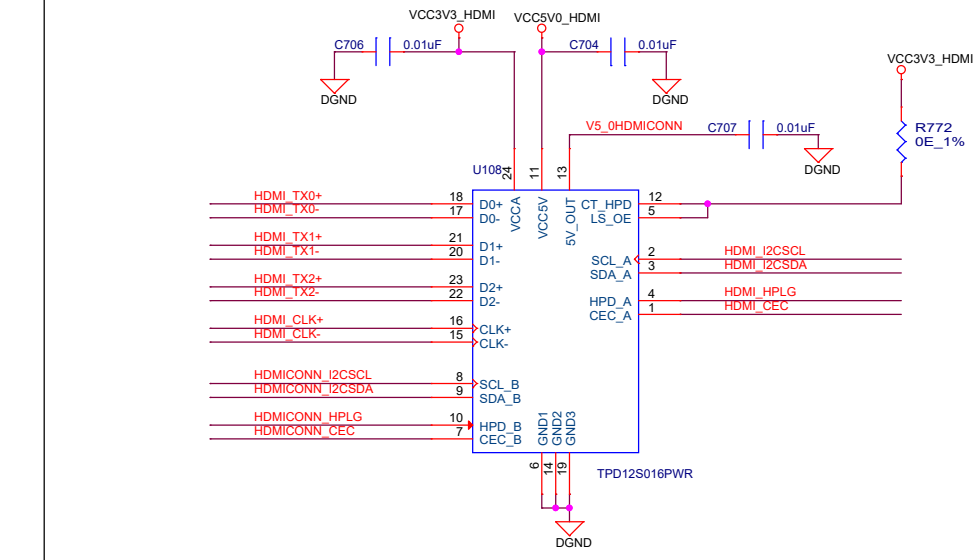 VCC3V3_HDMI VCC5V0_HDMI
C706 0.01uF C704 0.01uF
DGND DGND
VCC3V3_HDMI
R772
0E_1%
V5_0HDMICONN C707 0.01uF
DGND
U108
24 11 13
VCCA VCC5V 5V_OUT
HDMI_TX0+ 18 D0+
HDMI_TX0- 17 D0-
HDMI_TX1+ 21 D1+
HDMI_TX1- 20 D1-
HDMI_TX2+ 23 D2+
HDMI_TX2- 22 D2-
HDMI_CLK+ 16 CLK+
HDMI_CLK- 15 CLK-
HDMICONN_I2CSCL 8 SCL_B
HDMICONN_I2CSDA 9 SDA_B
HDMICONN_HPLG 10 HPD_B
HDMICONN_CEC 7 CEC_B
CT_HPD 12
LS_OE 5
SCL_A 2 HDMI_I2CSCL
SDA_A 3 HDMI_I2CSDA
HPD_A 4 HDMI_HPLG
CEC_A 1 HDMI_CEC
GND1 GND2 GND3
6 14 19
TPD12S016PWR
DGND